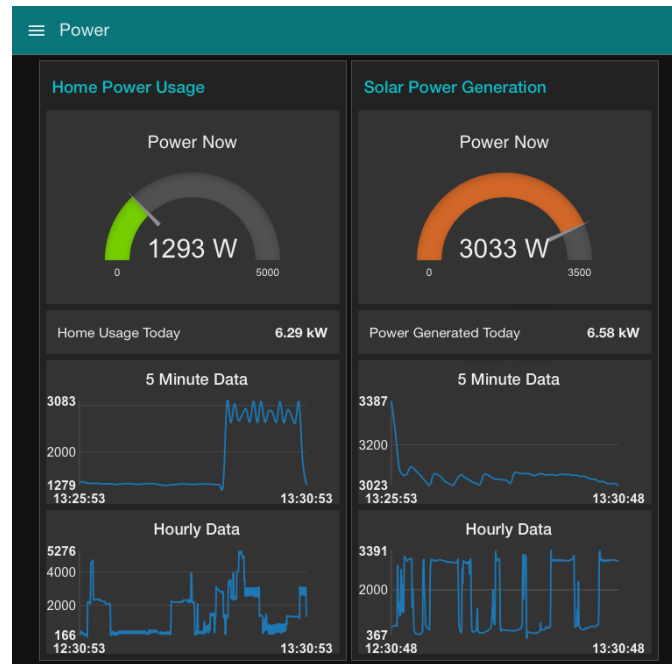 Power
Home Power Usage
Power Now
1293 W
0 5000
Home Usage Today 6.29 kW
5 Minute Data
3083
2000
1279
13:25:53 13:30:53
Hourly Data
5276
4000
2000
166
12:30:53 13:30:53
Solar Power Generation
Power Now
3033 W
0 3500
Power Generated Today 6.58 kW
5 Minute Data
3387
3200
3023
13:25:53 13:30:48
Hourly Data
3391
2000
367
12:30:48 13:30:48